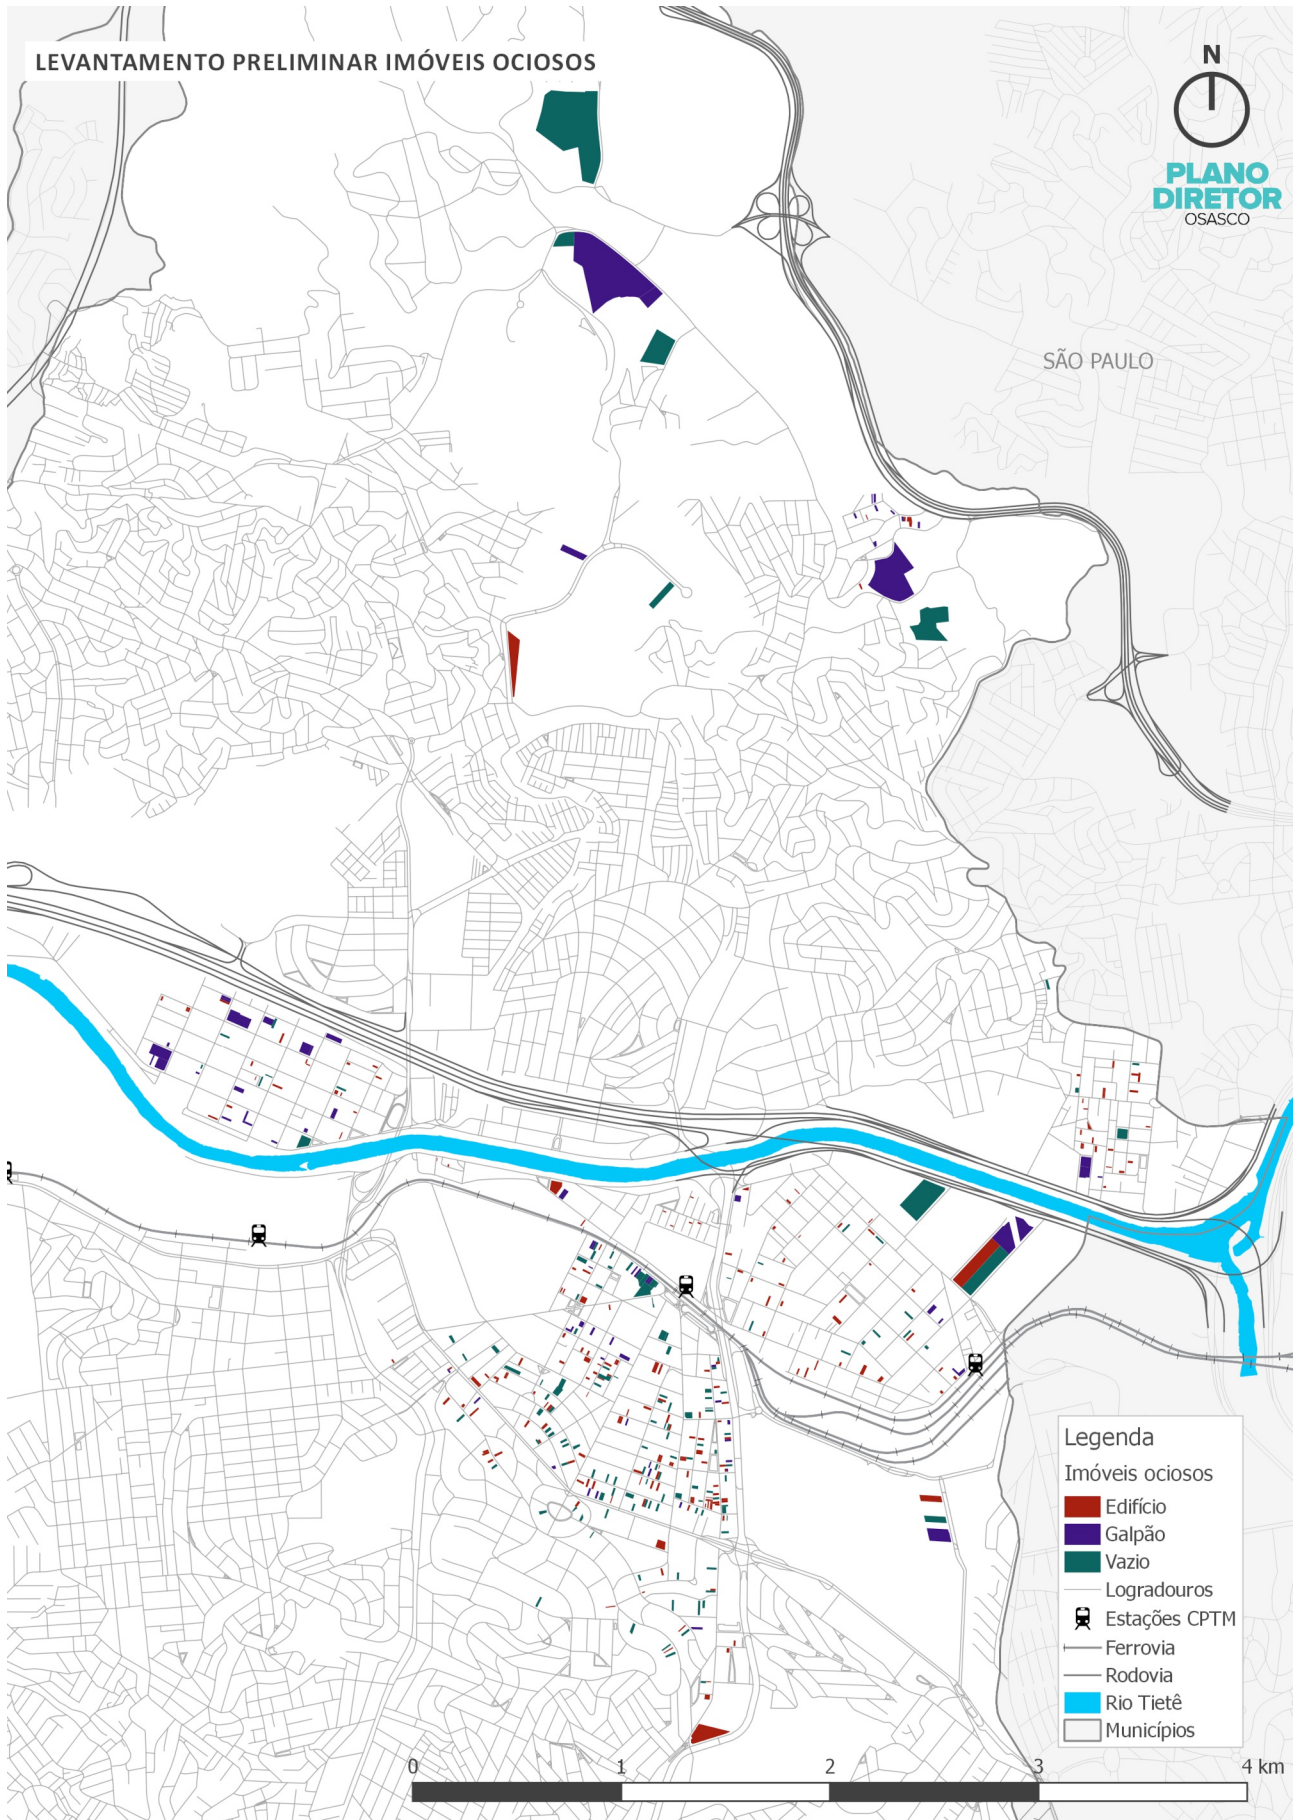 LEVANTAMENTO PRELIMINAR IMÓVEIS OCIOSOS
N
PLANO
DIRETOR
OSASCO
SÃO PAULO
Legenda
Imóveis ociosos
Edifício
Galpão
Vazio
Logradouros
Estações CPTM
Ferrovia
Rodovia
Rio Tietê
Municípios
0 1 2 3 4 km